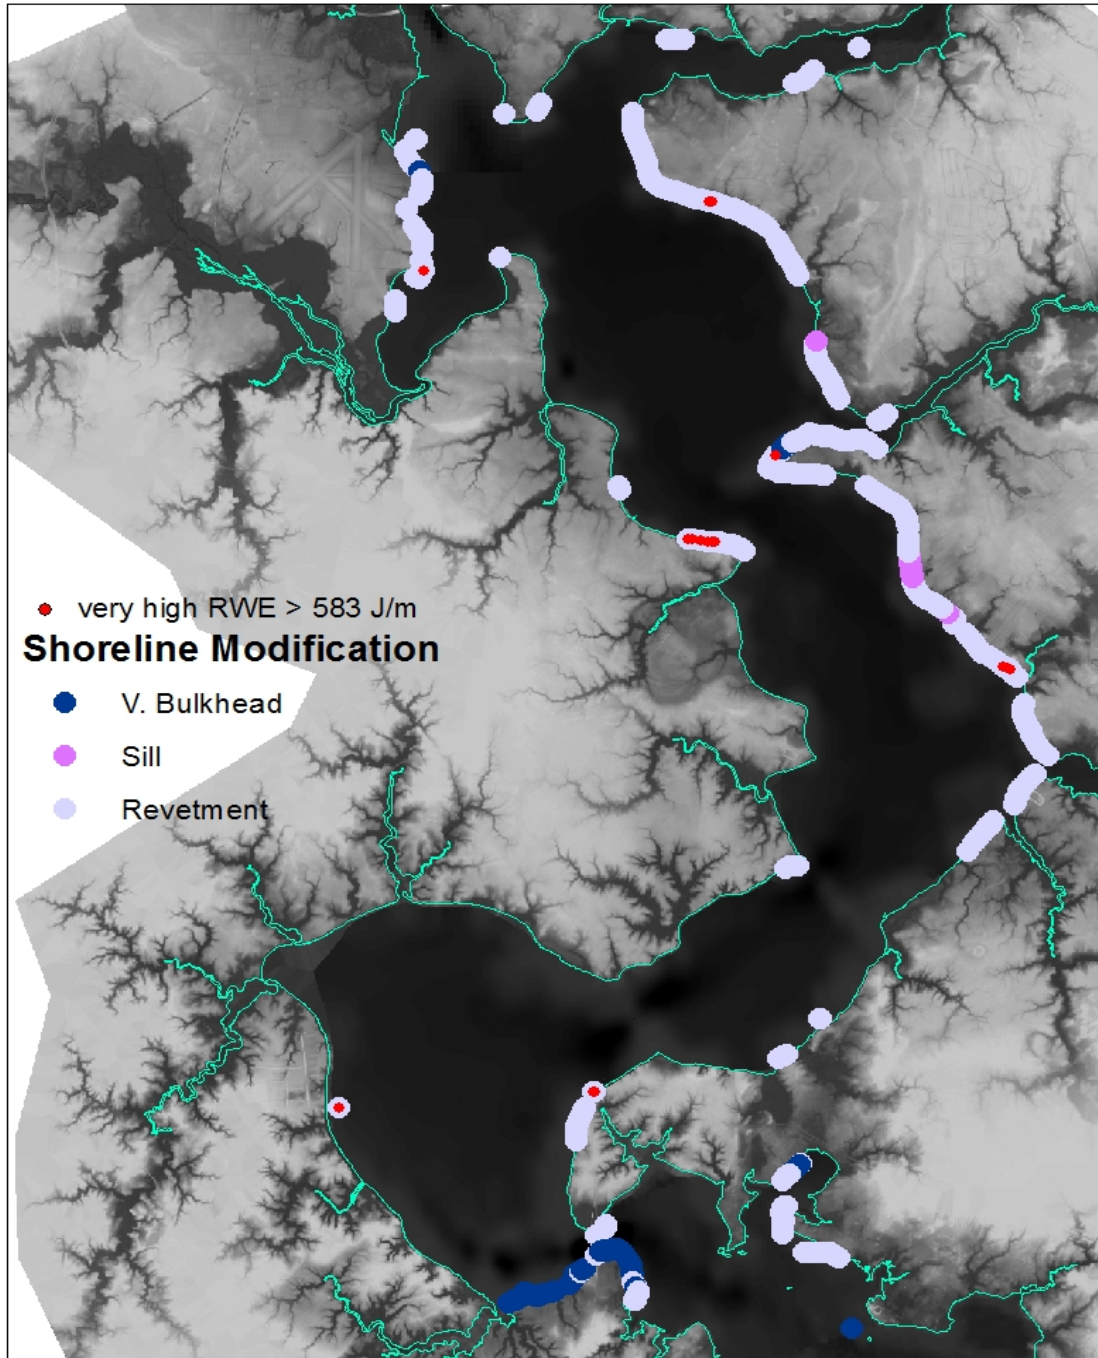 very high RWE > 583 J/m
Shoreline Modification
V. Bulkhead
Sill
Revetment